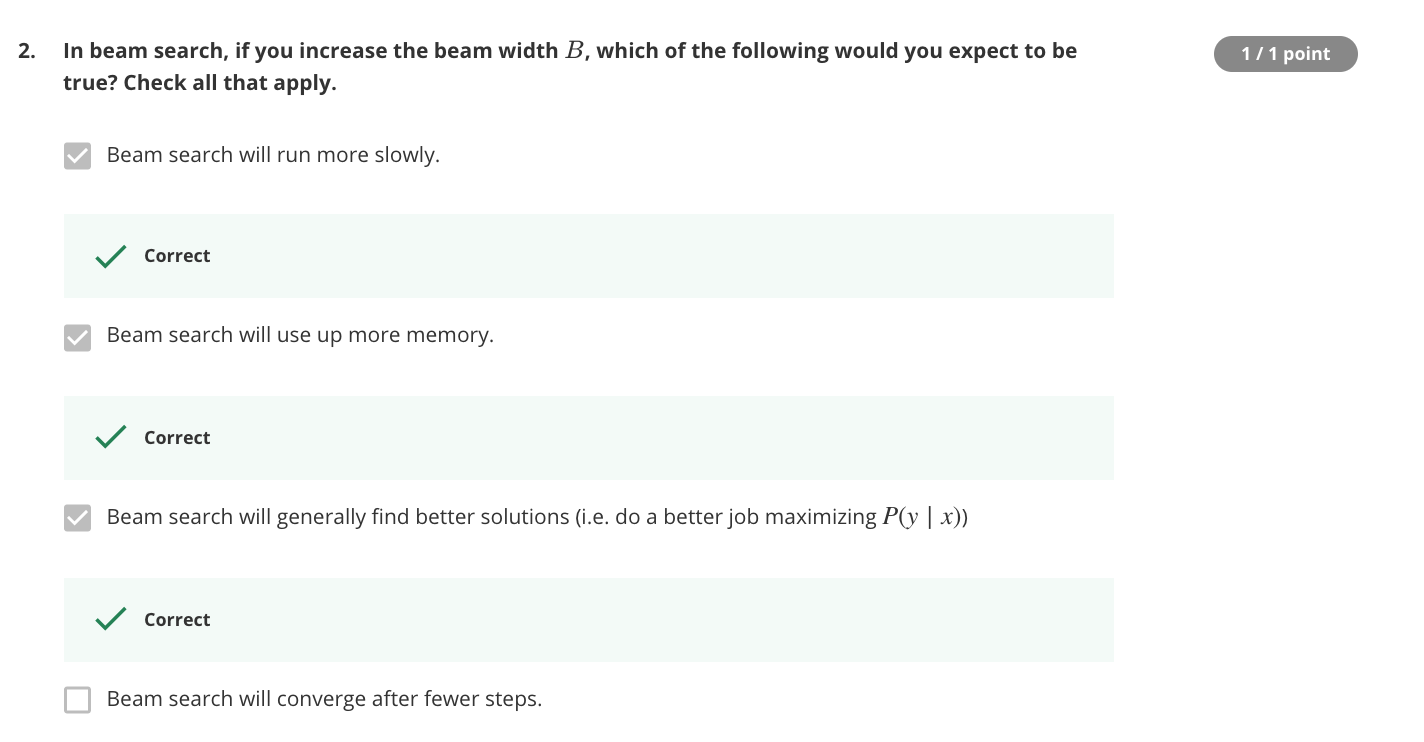 2. In beam search, if you increase the beam width B, which of the following would you expect to be
true? Check all that apply.
1 / 1 point
Beam search will run more slowly.
Correct
Beam search will use up more memory.
Correct
Beam search will generally find better solutions (i.e. do a better job maximizing P(y | x))
Correct
Beam search will converge after fewer steps.